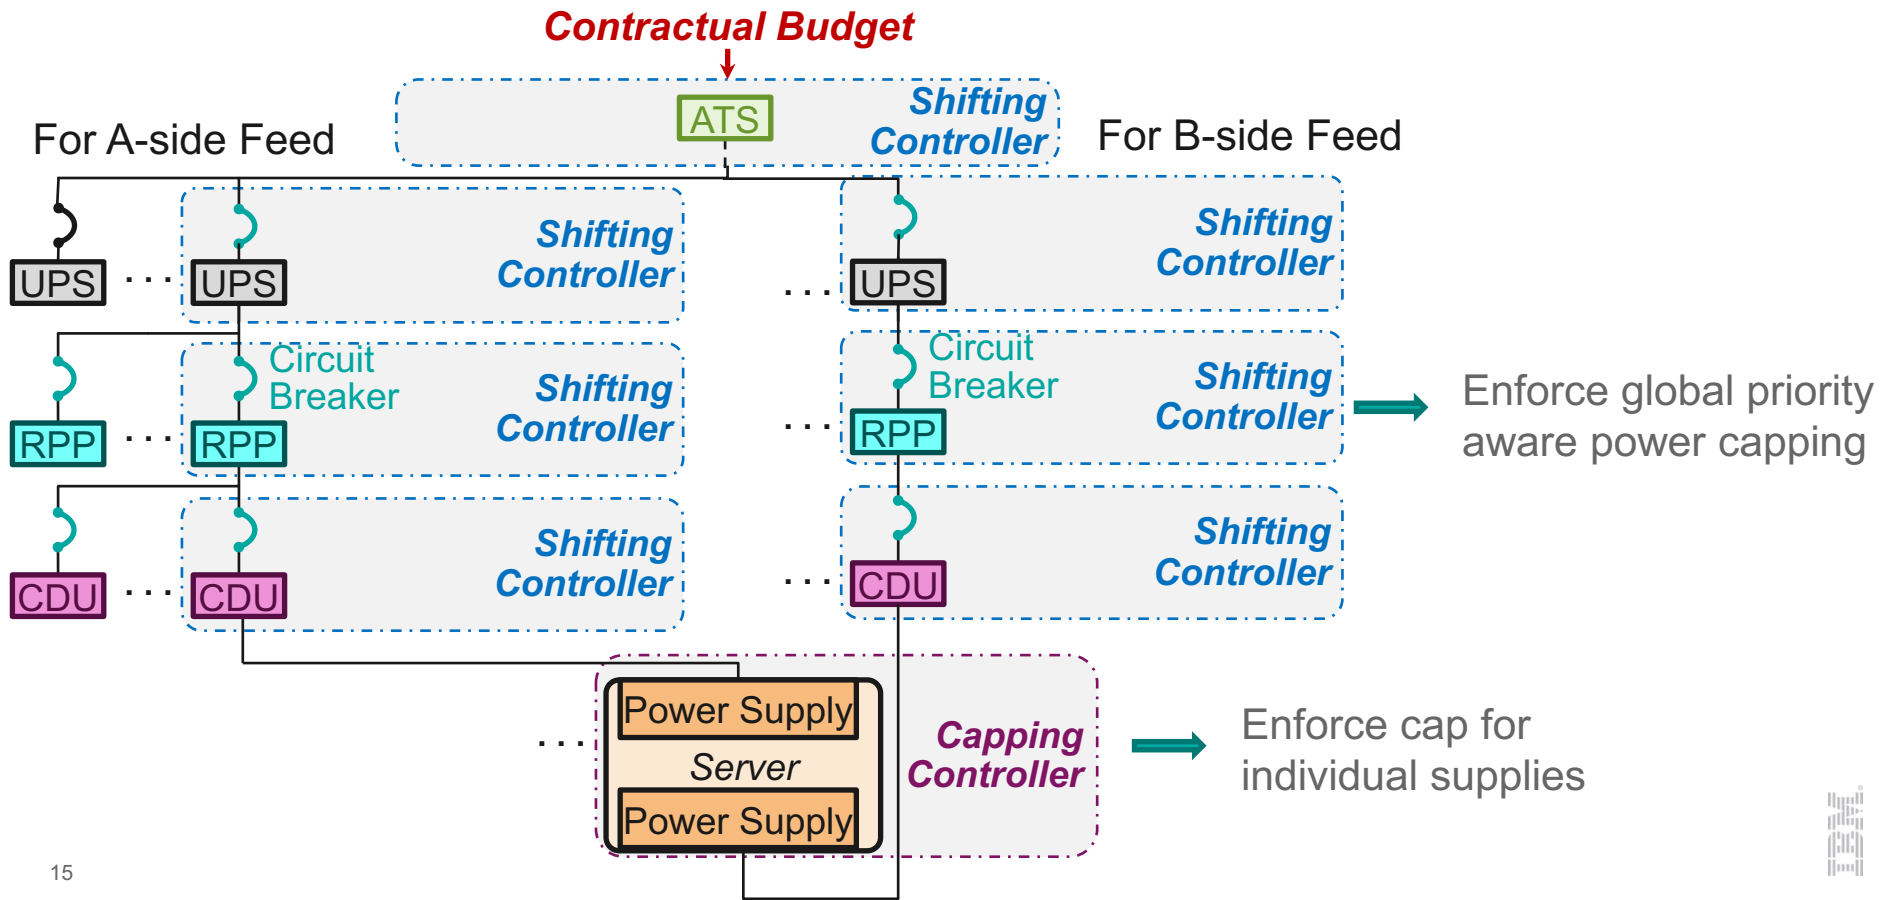 Contractual Budget
ATS
Shifting
Controller
For A-side Feed
For B-side Feed
UPS
. . .
UPS
Shifting
Controller
. . .
UPS
Shifting
Controller
RPP
. . .
Circuit
Breaker
RPP
Shifting
Controller
. . .
Circuit
Breaker
RPP
Shifting
Controller
Enforce global priority
aware power capping
CDU
. . .
CDU
Shifting
Controller
. . .
CDU
Shifting
Controller
. . .
Power Supply
Server
Power Supply
Capping
Controller
Enforce cap for
individual supplies
15
IBM®